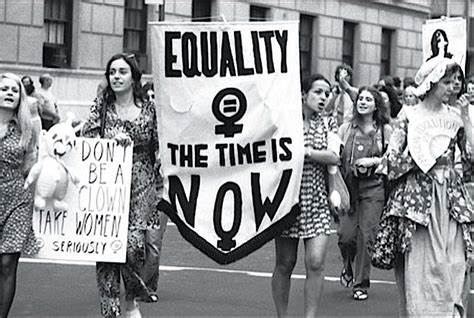 EQUALITY
THE TIME IS
NOW
DON'T
BE A
CLOWN
TAKE WOMEN
SERIOUSLY